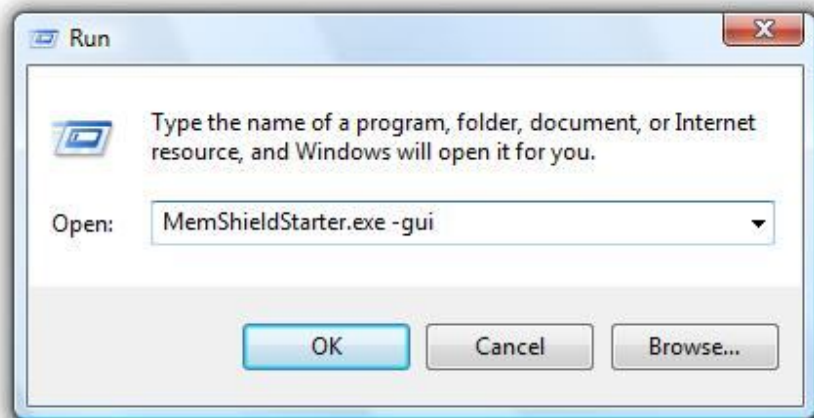 Run
Type the name of a program, folder, document, or Internet
resource, and Windows will open it for you.
Open: MemShieldStarter.exe -gui
OK Cancel Browse...